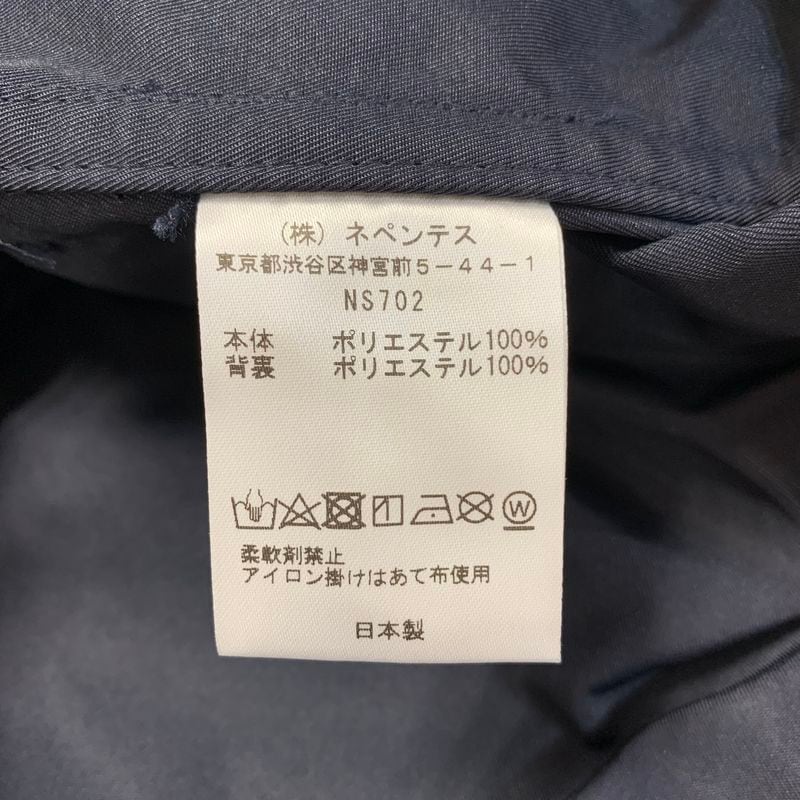 (株)ネペンテス
東京都渋谷区神宮前5-44-1
NS702
本体 ポリエステル100%
背裏 ポリエステル100%
W
柔軟剤禁止
アイロン掛けはあて布使用
日本製